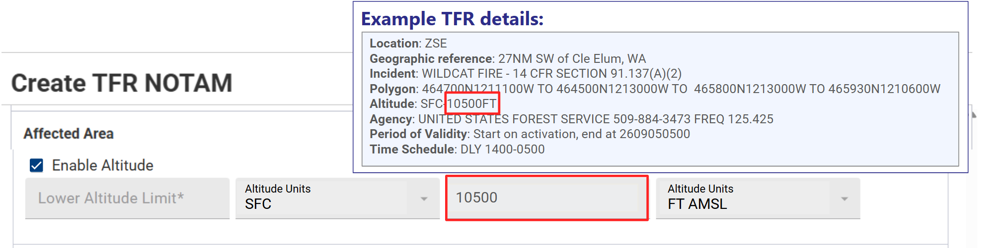 Example TFR details:
Location: ZSE
Geographic reference: 27NM SW of Cle Elum, WA
Incident: WILDCAT FIRE - 14 CFR SECTION 91.137(A)(2)
Polygon: 464700N1211100W TO 464500N1213000W TO 465800N1213000W TO 465930N1210600W
Altitude: SFC-10500FT
Agency: UNITED STATES FOREST SERVICE 509-884-3473 FREQ 125.425
Period of Validity: Start on activation, end at 2609050500
Time Schedule: DLY 1400-0500
Create TFR NOTAM
Affected Area
Enable Altitude
Lower Altitude Limit*
Altitude Units
SFC
10500
Altitude Units
FT AMSL